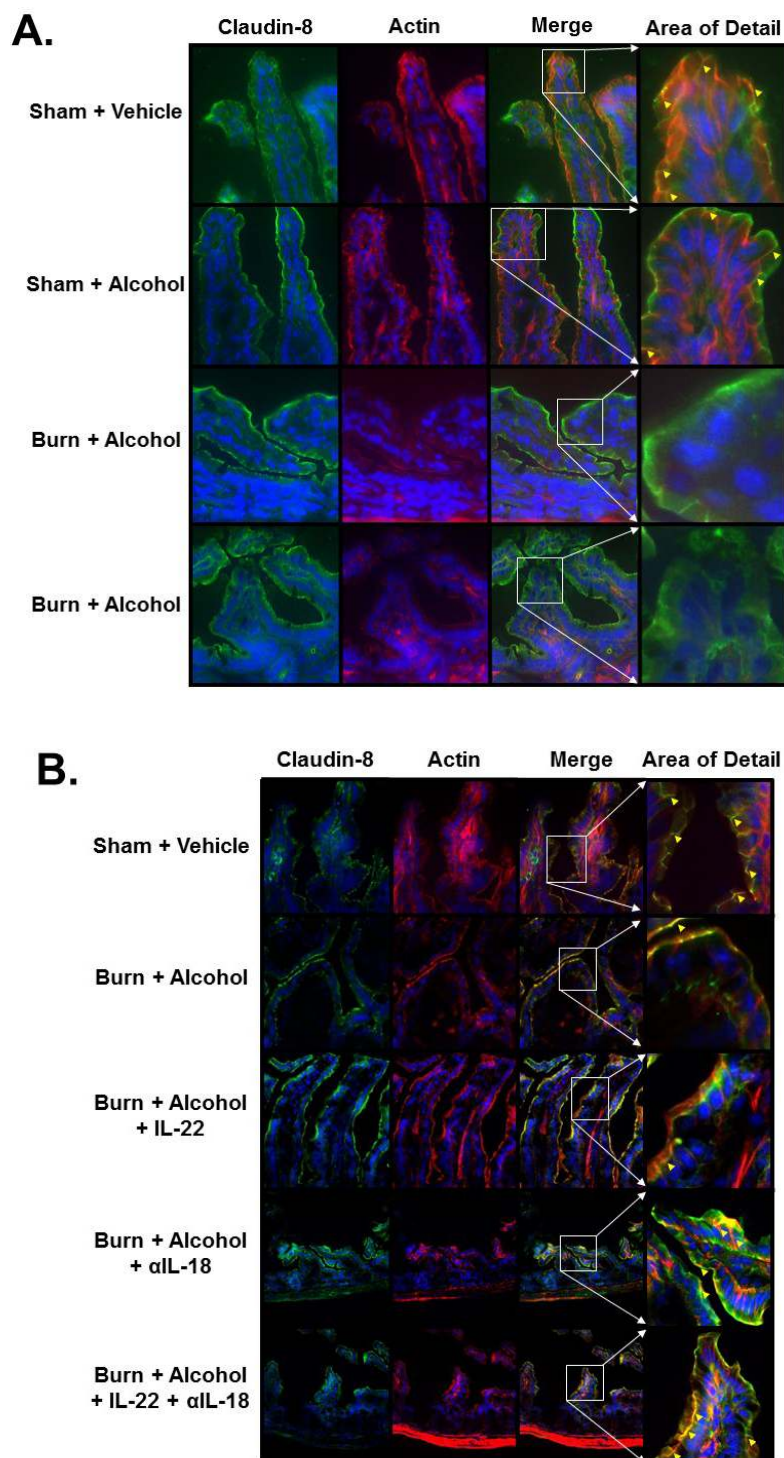 A.
Claudin-8 Actin Merge Area of Detail
Sham + Vehicle
Sham + Alcohol
Burn + Alcohol
Burn + Alcohol
B.
Claudin-8 Actin Merge Area of Detail
Sham + Vehicle
Burn + Alcohol
Burn + Alcohol
+ IL-22
Burn + Alcohol
+ αIL-18
Burn + Alcohol
+ IL-22 + αIL-18